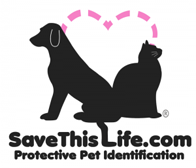 ®
SaveThisLife.com
Protective Pet Identification